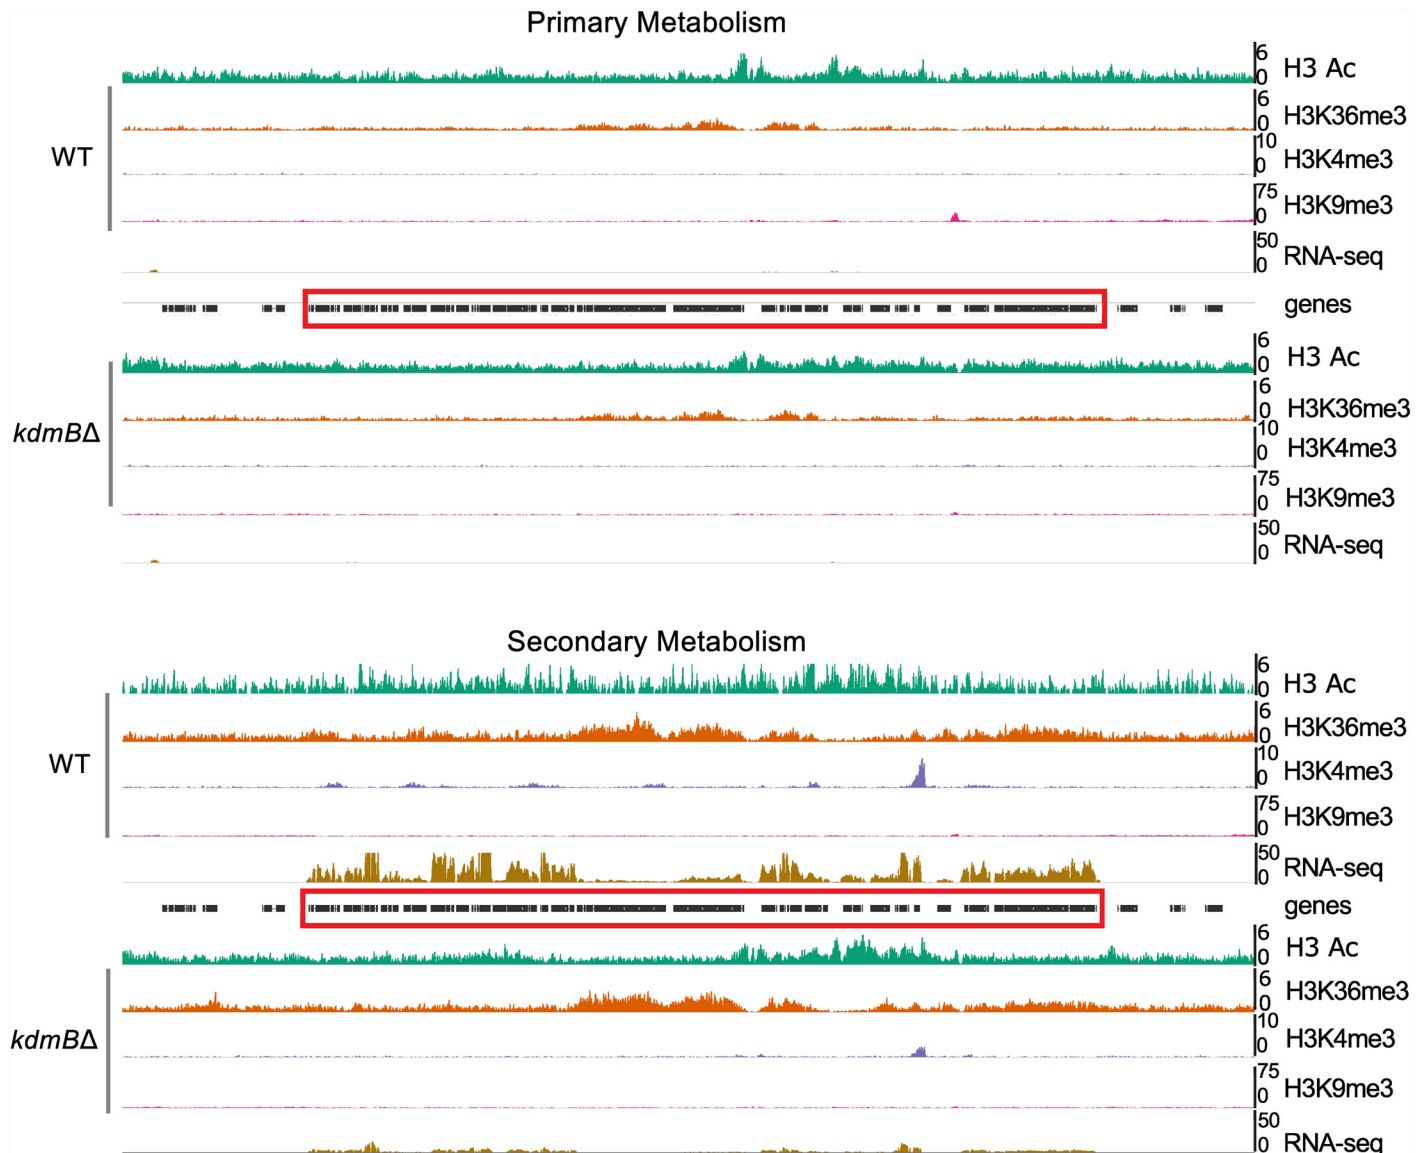 Primary Metabolism
6
0
H3 Ac
6
0
H3K36me3
WT
10
0
H3K4me3
75
0
H3K9me3
50
0
RNA-seq
genes
6
0
H3 Ac
6
0
H3K36me3
kdmBΔ
10
0
H3K4me3
75
0
H3K9me3
50
0
RNA-seq
Secondary Metabolism
6
0
H3 Ac
6
0
H3K36me3
WT
10
0
H3K4me3
75
0
H3K9me3
50
0
RNA-seq
genes
6
0
H3 Ac
6
0
H3K36me3
kdmBΔ
10
0
H3K4me3
75
0
H3K9me3
50
0
RNA-seq